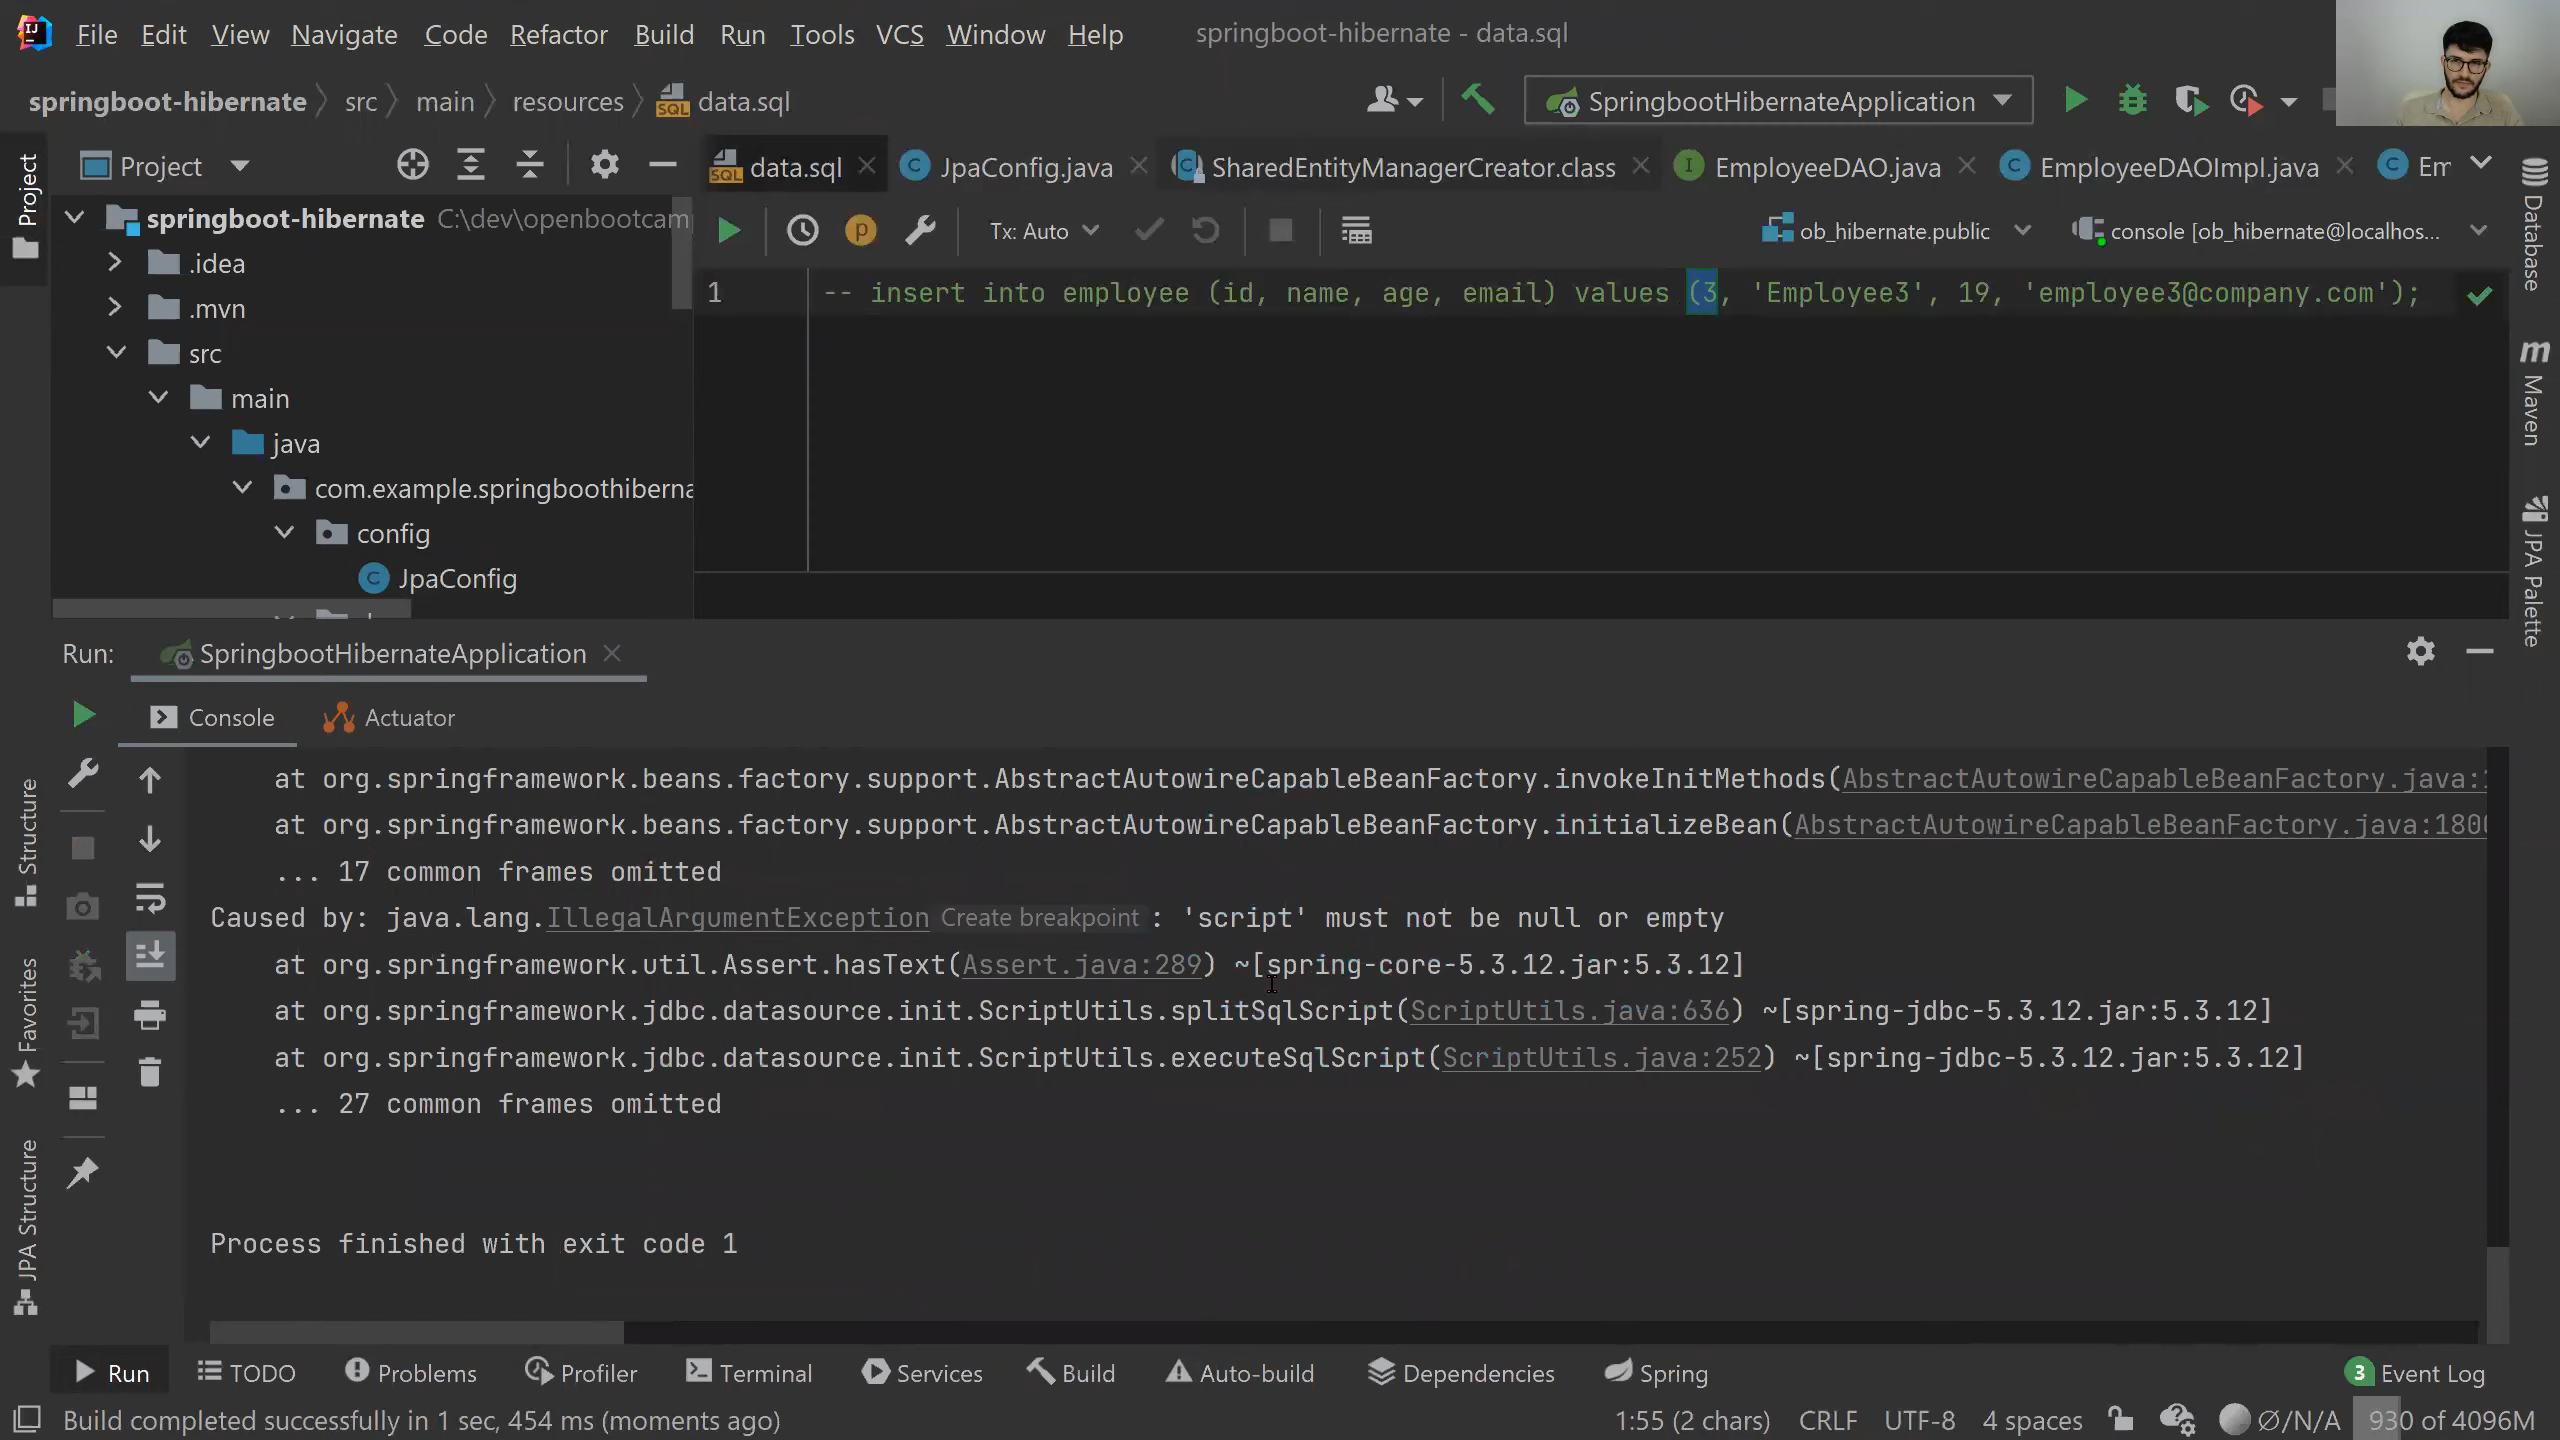 File Edit View Navigate Code Refactor Build Run Tools VCS Window Help springboot-hibernate - data.sql
springboot-hibernate src main resources data.sql SpringbootHibernateApplication
Project data.sql JpaConfig.java SharedEntityManagerCreator.class EmployeeDAO.java EmployeeDAOImpl.java Em
Project
springboot-hibernate C:\dev\openbootcam
Tx: Auto ob_hibernate.public console [ob_hibernate@localhos...
Database
.idea
1 -- insert into employee (id, name, age, email) values (3, 'Employee3', 19, 'employee3@company.com');
.mvn
src
main
Maven
java
com.example.springboothiberna
config
JPA Palette
JpaConfig
Run: SpringbootHibernateApplication
Console Actuator
at org.springframework.beans.factory.support.AbstractAutowireCapableBeanFactory.invokeInitMethods(AbstractAutowireCapableBeanFactory.java:
at org.springframework.beans.factory.support.AbstractAutowireCapableBeanFactory.initializeBean(AbstractAutowireCapableBeanFactory.java:1800
... 17 common frames omitted
Caused by: java.lang.IllegalArgumentException Create breakpoint : 'script' must not be null or empty
at org.springframework.util.Assert.hasText(Assert.java:289) ~[spring-core-5.3.12.jar:5.3.12]
at org.springframework.jdbc.datasource.init.ScriptUtils.splitSqlScript(ScriptUtils.java:636) ~[spring-jdbc-5.3.12.jar:5.3.12]
at org.springframework.jdbc.datasource.init.ScriptUtils.executeSqlScript(ScriptUtils.java:252) ~[spring-jdbc-5.3.12.jar:5.3.12]
... 27 common frames omitted
Process finished with exit code 1
Structure
Favorites
JPA Structure
Run TODO Problems Profiler Terminal Services Build Auto-build Dependencies Spring 3 Event Log
Build completed successfully in 1 sec, 454 ms (moments ago) 1:55 (2 chars) CRLF UTF-8 4 spaces Ø/N/A 930 of 4096M